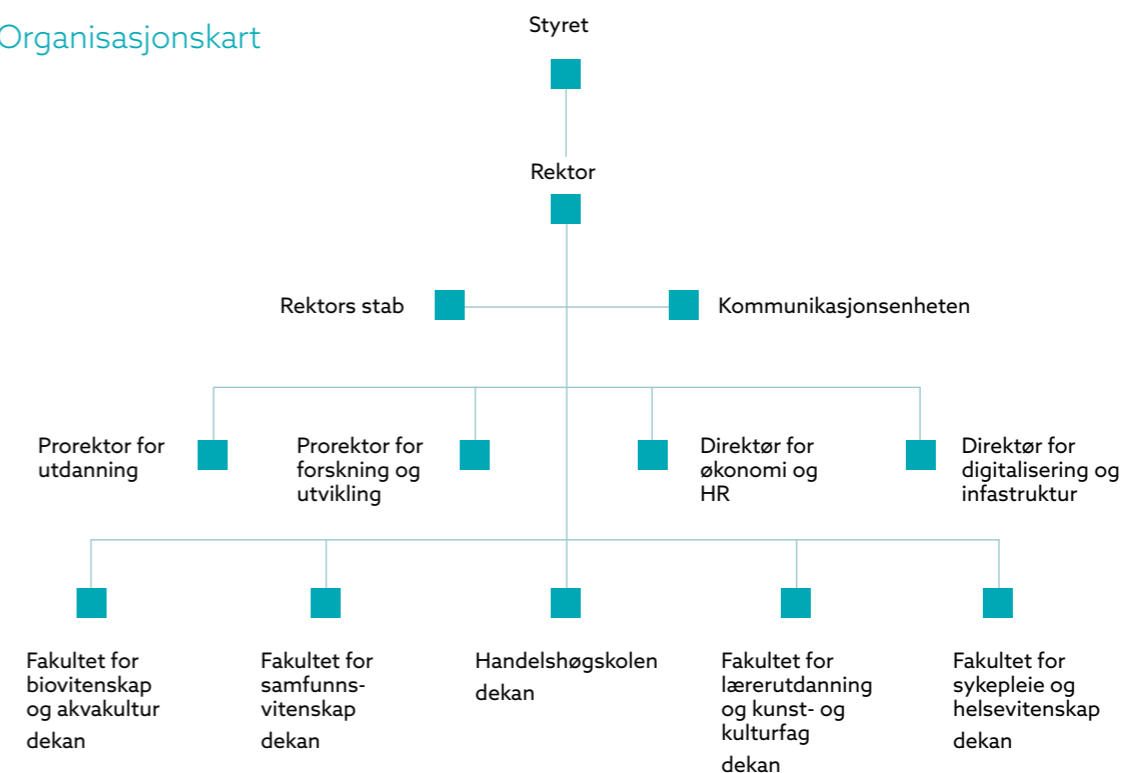 Organisasjonskart
Styret
Rektor
Rektors stab
Kommunikasjonsenheten
Prorektor for
utdanning
Prorektor for
forskning og
utvikling
Direktør for
økonomi og
HR
Direktør for
digitalisering og
infastruktur
Fakultet for
biovitenskap
og akvakultur
dekan
Fakultet for
samfunns-
vitenskap
dekan
Handelshøgskolen
dekan
Fakultet for
lærerutdanning
og kunst- og
kulturfag
dekan
Fakultet for
sykepleie og
helsevitenskap
dekan